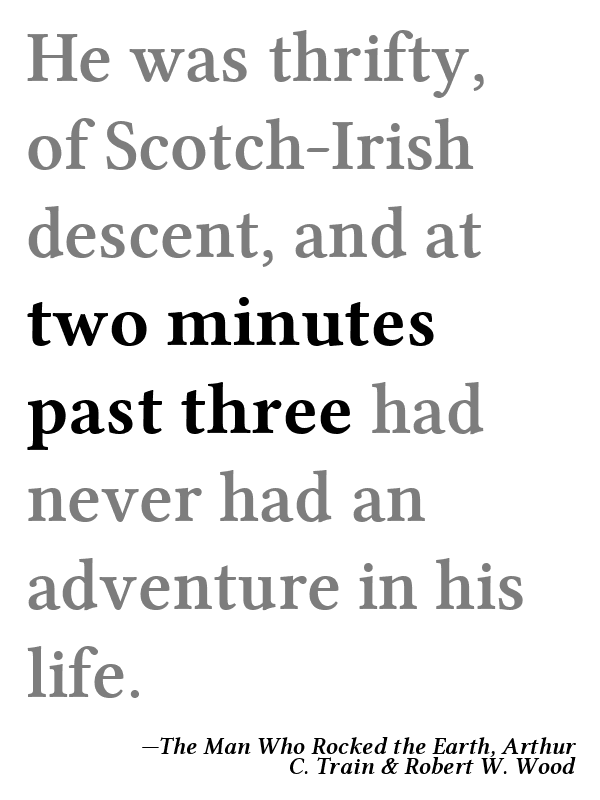 He was thrifty,
of Scotch-Irish
descent, and at
two minutes
past three had
never had an
adventure in his
life.
—The Man Who Rocked the Earth, Arthur
C. Train & Robert W. Wood